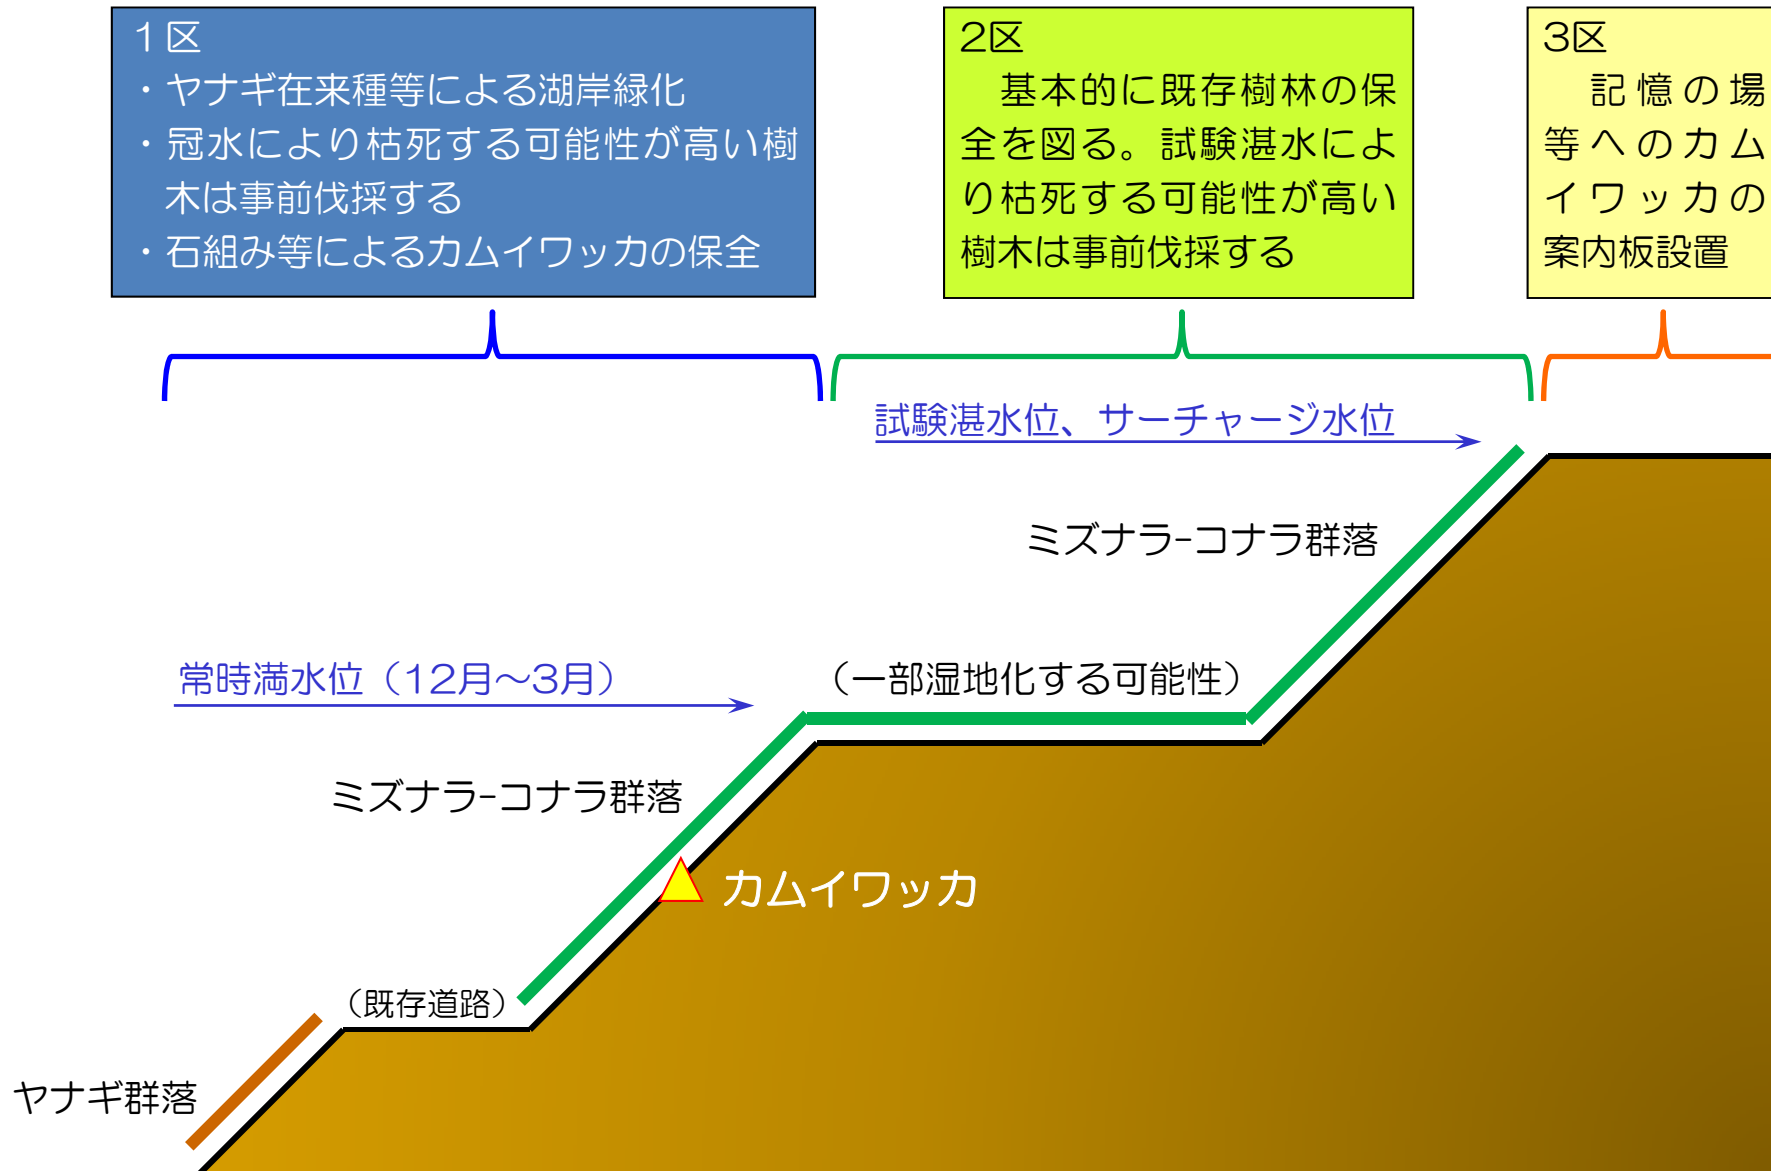 1区
・ヤナギ在来種等による湖岸緑化
・冠水により枯死する可能性が高い樹
木は事前伐採する
・石組み等によるカムイワッカの保全
2区
基本的に既存樹林の保
全を図る。試験湛水によ
り枯死する可能性が高い
樹木は事前伐採する
3区
記憶の場
等へのカム
イワッカの
案内板設置
試験湛水位、サーチャージ水位
ミズナラ-コナラ群落
常時満水位（12月～3月）
（一部湿地化する可能性）
ミズナラ-コナラ群落
カムイワッカ
（既存道路）
ヤナギ群落